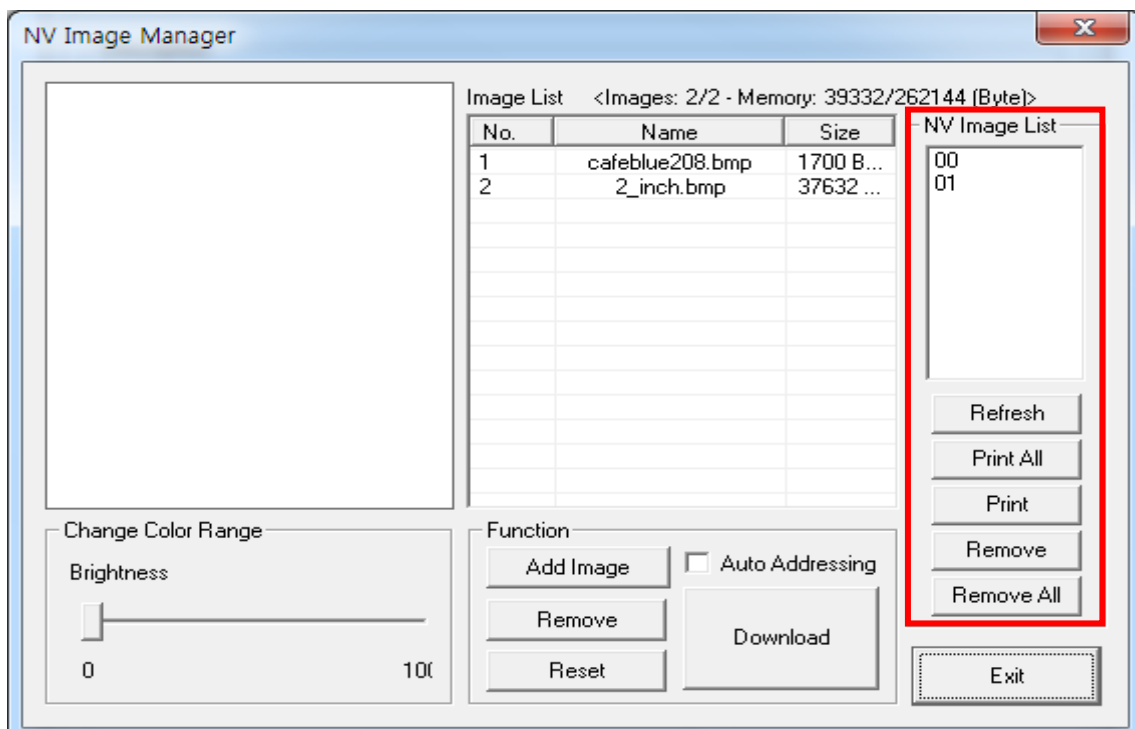 NV Image Manager
Image List <Images: 2/2 - Memory: 39332/262144 (Byte)>
No. Name Size
1 cafeblue208.bmp 1700 B...
2 2_inch.bmp 37632 ...
NV Image List
00
01
Refresh
Print All
Print
Remove
Remove All
Exit
Change Color Range
Brightness
0 100
Function
Add Image
Auto Addressing
Remove
Download
Reset